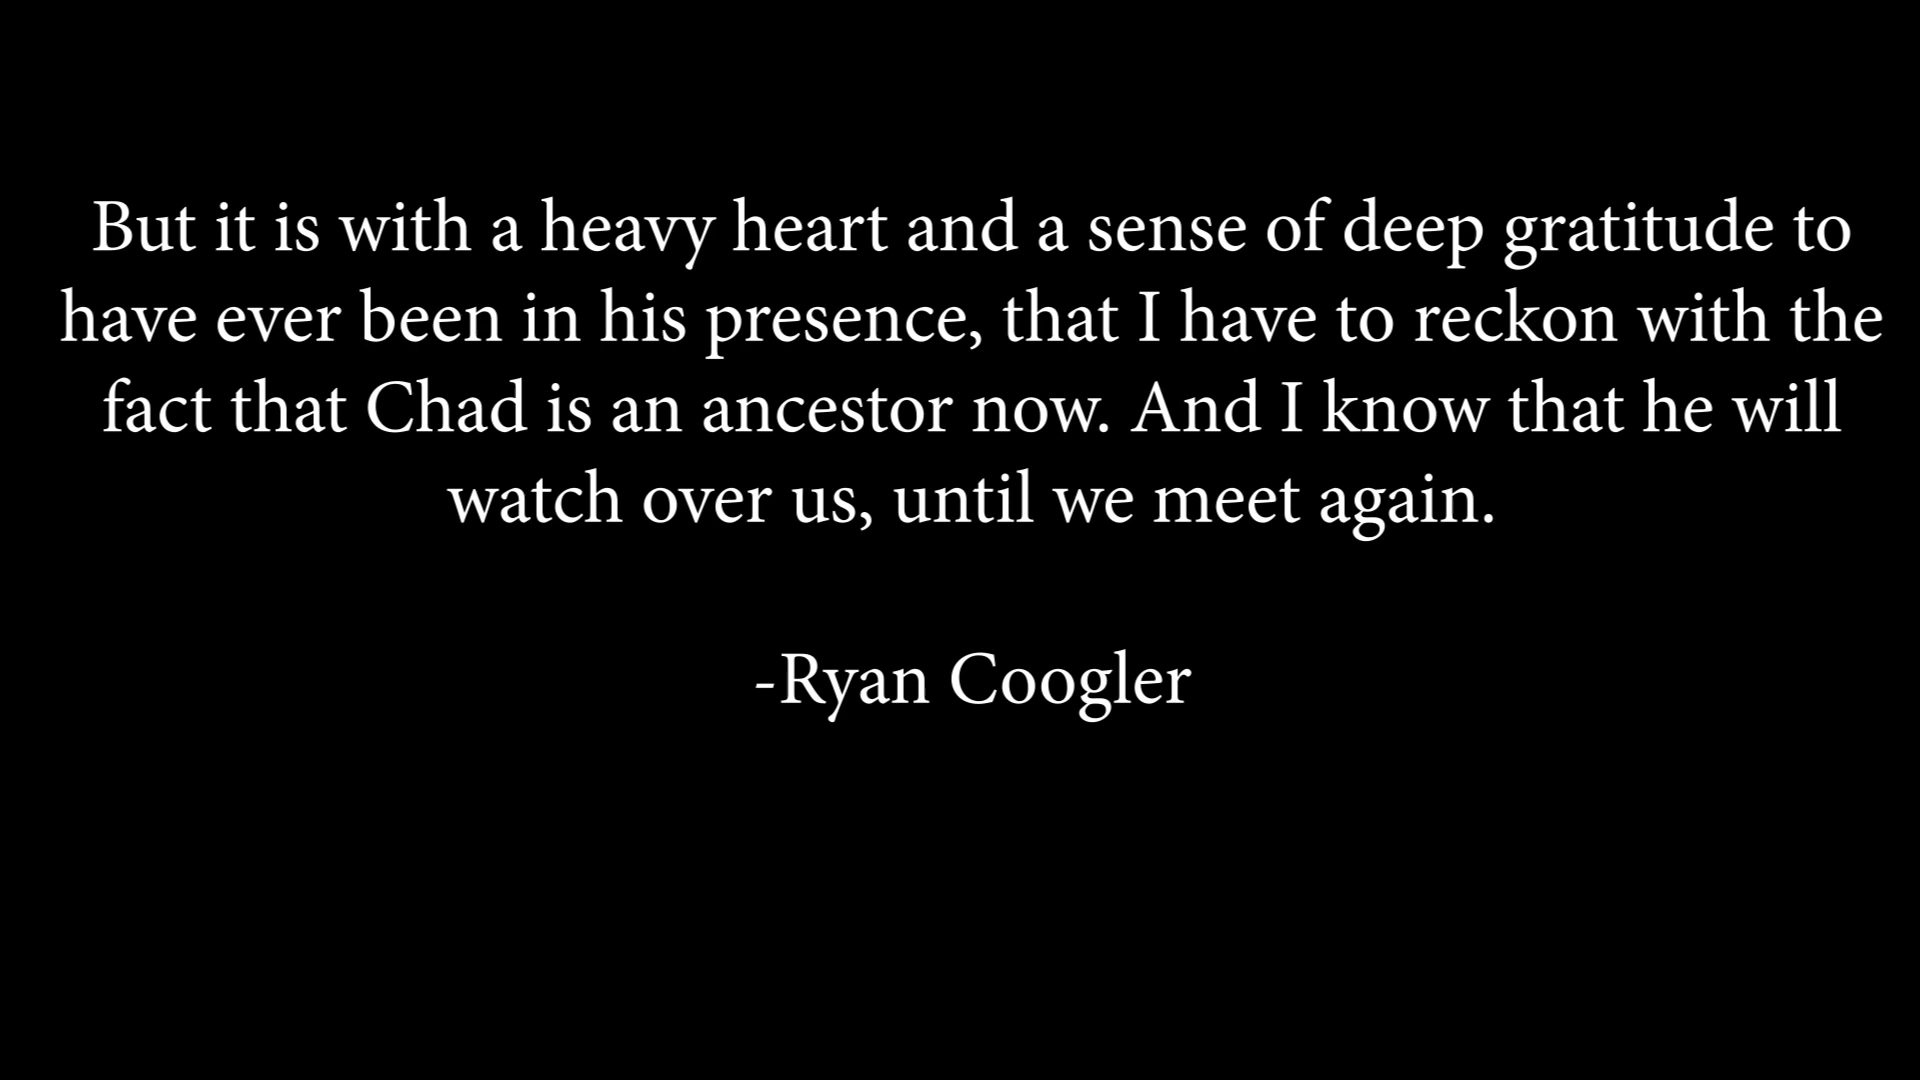 But it is with a heavy heart and a sense of deep gratitude to
have ever been in his presence, that I have to reckon with the
fact that Chad is an ancestor now. And I know that he will
watch over us, until we meet again.
-Ryan Coogler